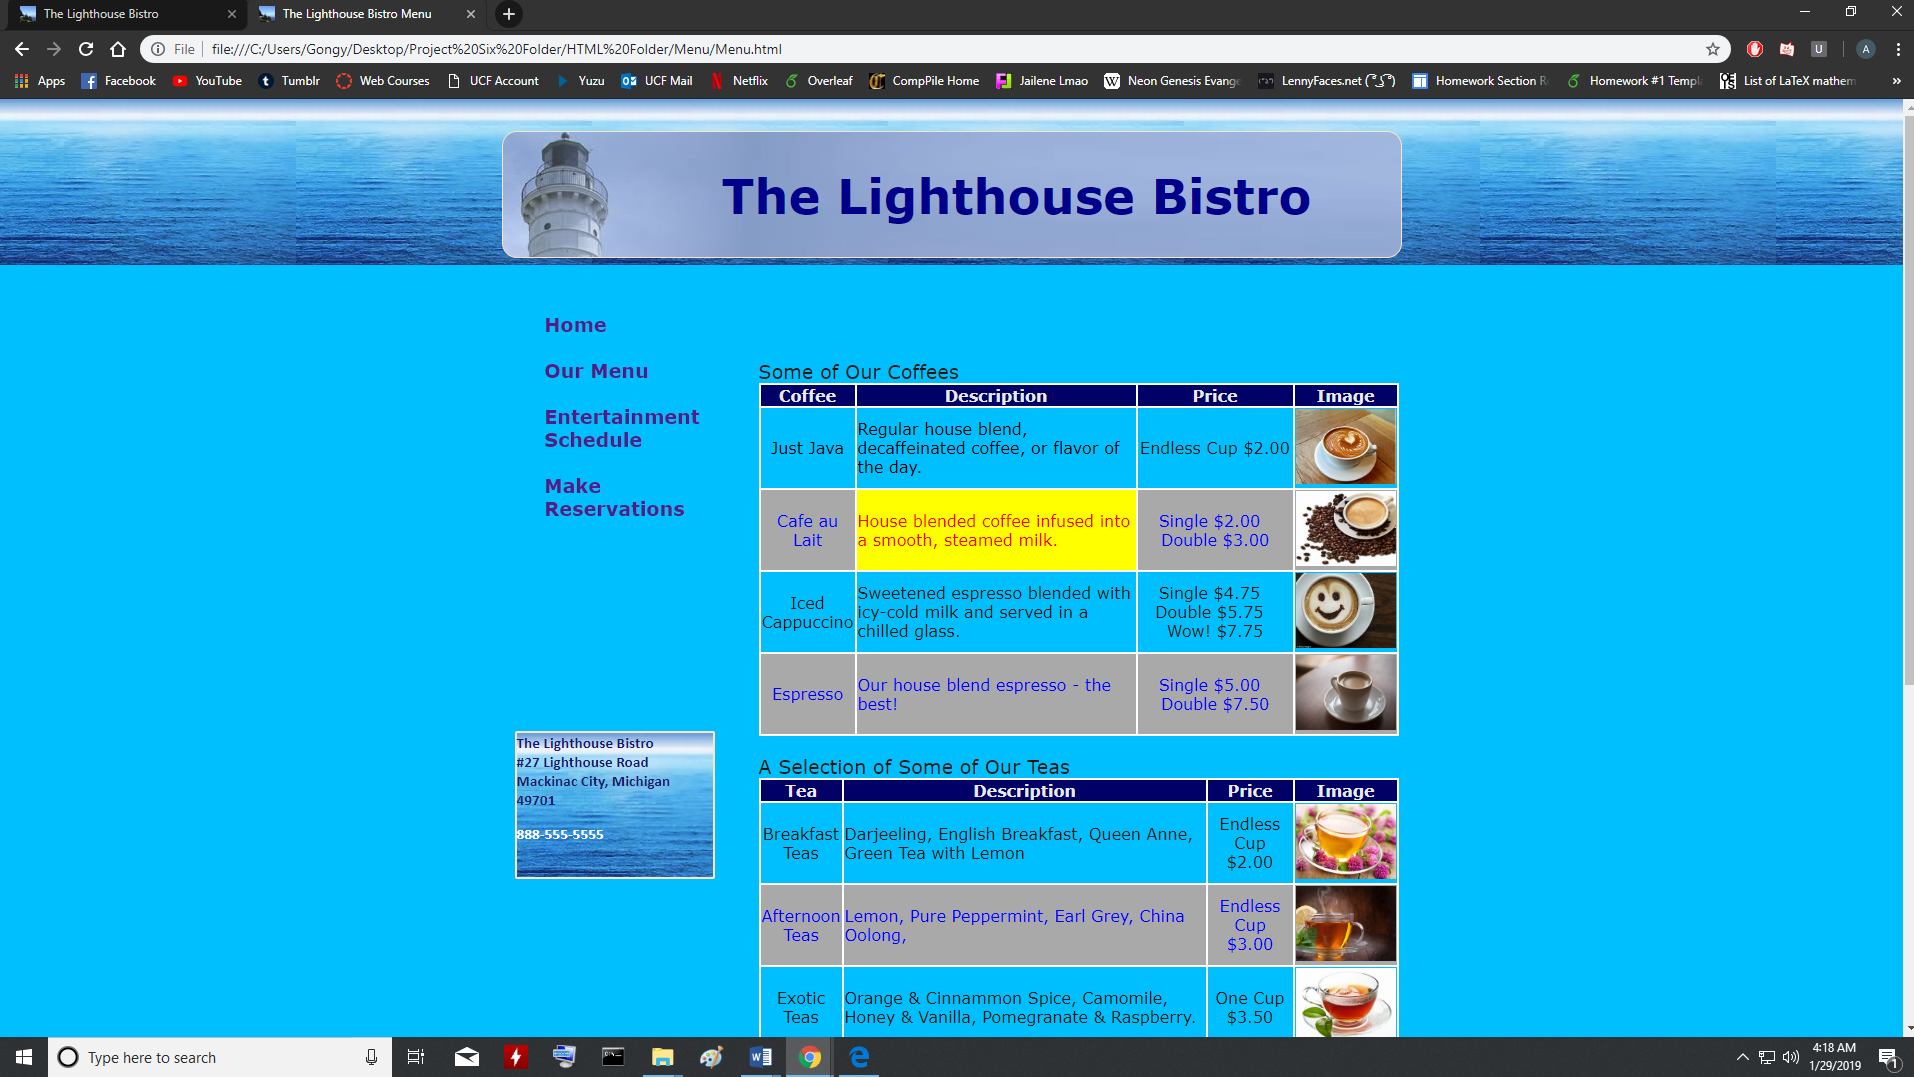 The Lighthouse Bistro
The Lighthouse Bistro Menu
File file:///C:/Users/Gongy/Desktop/Project%20Six%20Folder/HTML%20Folder/Menu/Menu.html
U
A
Apps Facebook YouTube Tumblr Web Courses UCF Account Yuzu UCF Mail Netflix Overleaf CompPile Home Jailene Lmao Neon Genesis Evange LennyFaces.net ( ͡° ͜ʖ ͡°) Homework Section R Homework #1 Templ List of LaTeX mathem »
The Lighthouse Bistro
Home
Our Menu
Entertainment
Schedule
Make
Reservations
The Lighthouse Bistro
#27 Lighthouse Road
Mackinac City, Michigan
49701
888-555-5555
Some of Our Coffees
Coffee Description Price Image
Just Java
Regular house blend,
decaffeinated coffee, or flavor of
the day.
Endless Cup $2.00
Cafe au
Lait
House blended coffee infused into
a smooth, steamed milk.
Single $2.00
Double $3.00
Iced
Cappuccino
Sweetened espresso blended with
icy-cold milk and served in a
chilled glass.
Single $4.75
Double $5.75
Wow! $7.75
Espresso
Our house blend espresso - the
best!
Single $5.00
Double $7.50
A Selection of Some of Our Teas
Tea Description Price Image
Breakfast
Teas
Darjeeling, English Breakfast, Queen Anne,
Green Tea with Lemon
Endless
Cup
$2.00
Afternoon
Teas
Lemon, Pure Peppermint, Earl Grey, China
Oolong,
Endless
Cup
$3.00
Exotic
Teas
Orange & Cinnammon Spice, Camomile,
Honey & Vanilla, Pomegranate & Raspberry.
One Cup
$3.50
Type here to search
4:18 AM
1/29/2019
1